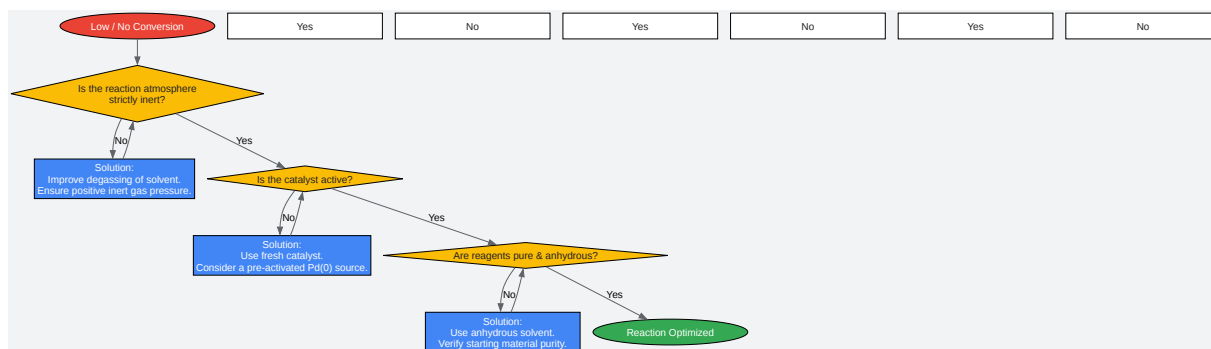 Low / No Conversion
Yes
No
Yes
No
Yes
No
Is the reaction atmosphere
strictly inert?
No
Yes
Solution:
Improve degassing of solvent.
Ensure positive inert gas pressure.
Is the catalyst active?
No
Yes
Solution:
Use fresh catalyst.
Consider a pre-activated Pd(0) source.
Are reagents pure & anhydrous?
No
Yes
Solution:
Use anhydrous solvent.
Verify starting material purity.
Reaction Optimized